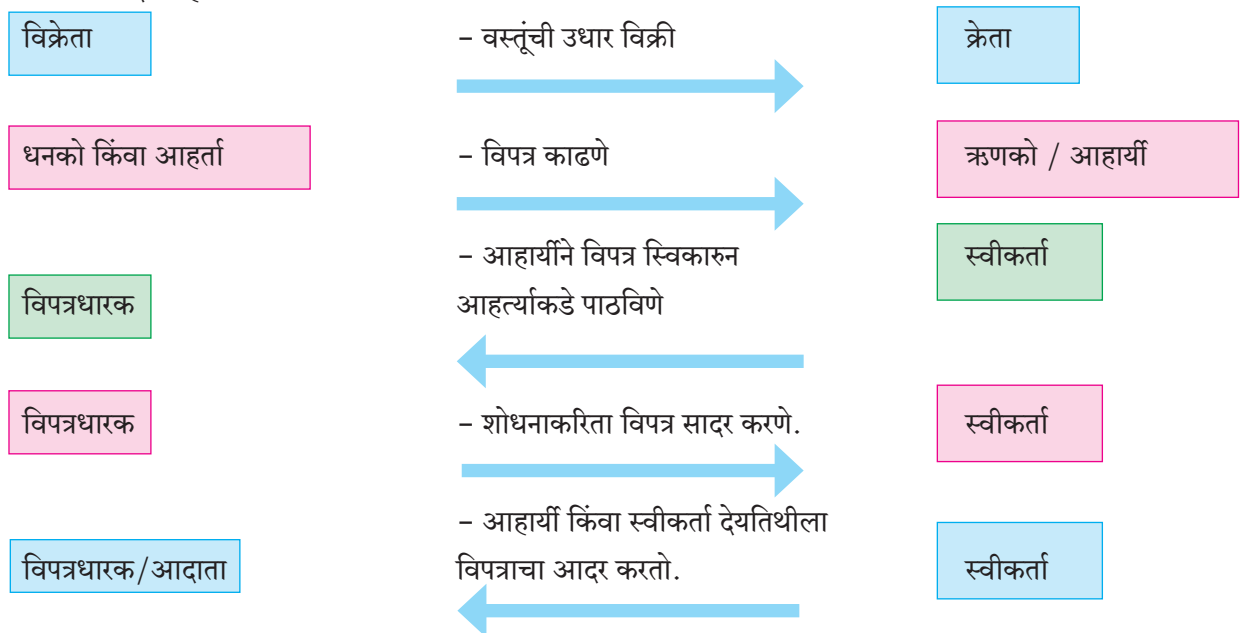 विक्रेता – वस्तूंची उधार विक्री क्रेता
धनको किंवा आहर्ता – विपत्र काढणे ऋणको / आहार्यी
– आहार्यीने विपत्र स्विकारुन स्वीकर्ता
विपत्रधारक आहर्त्याकडे पाठविणे
विपत्रधारक – शोधनाकरिता विपत्र सादर करणे. स्वीकर्ता
– आहार्यी किंवा स्वीकर्ता देयतिथीला
विपत्रधारक/आदाता विपत्राचा आदर करतो. स्वीकर्ता